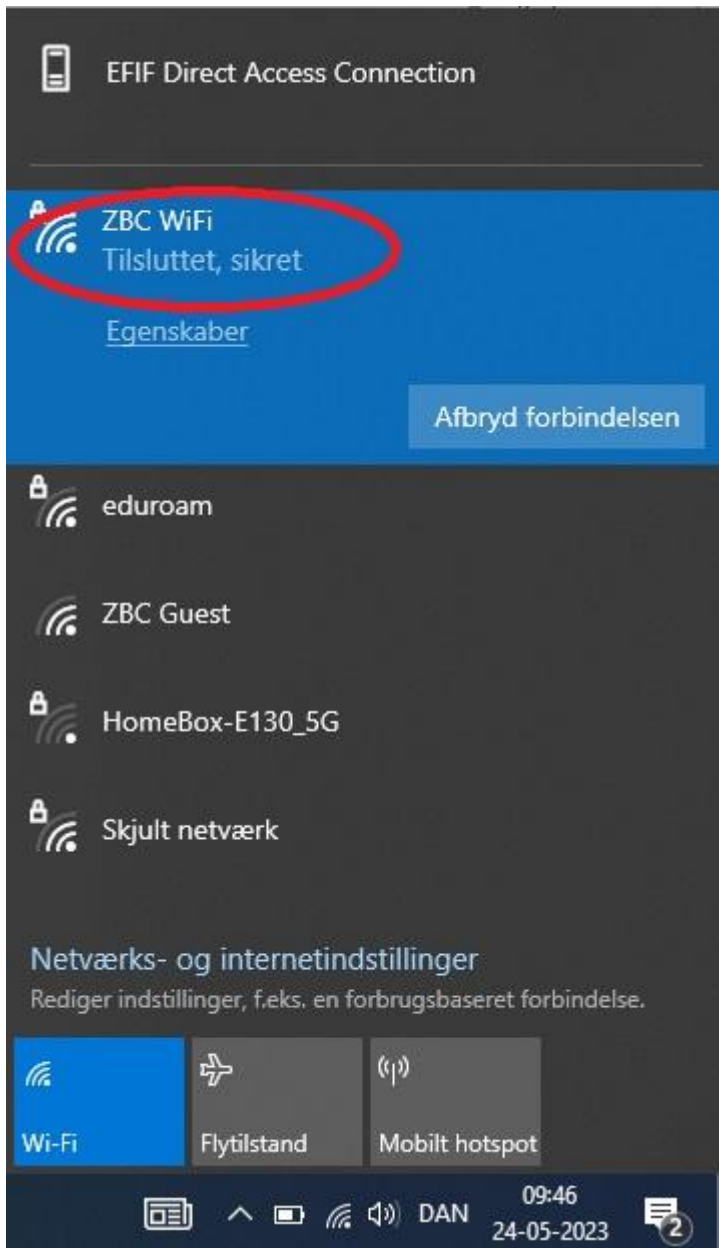 EFIF Direct Access Connection
ZBC WiFi
Tilsluttet, sikret
Egenskaber
Afbryd forbindelsen
eduroam
ZBC Guest
HomeBox-E130_5G
Skjult netværk
Netværks- og internetindstillinger
Rediger indstillinger, f.eks. en forbrugsbaseret forbindelse.
Wi-Fi Flytilstand Mobilt hotspot
DAN 09:46
24-05-2023 2